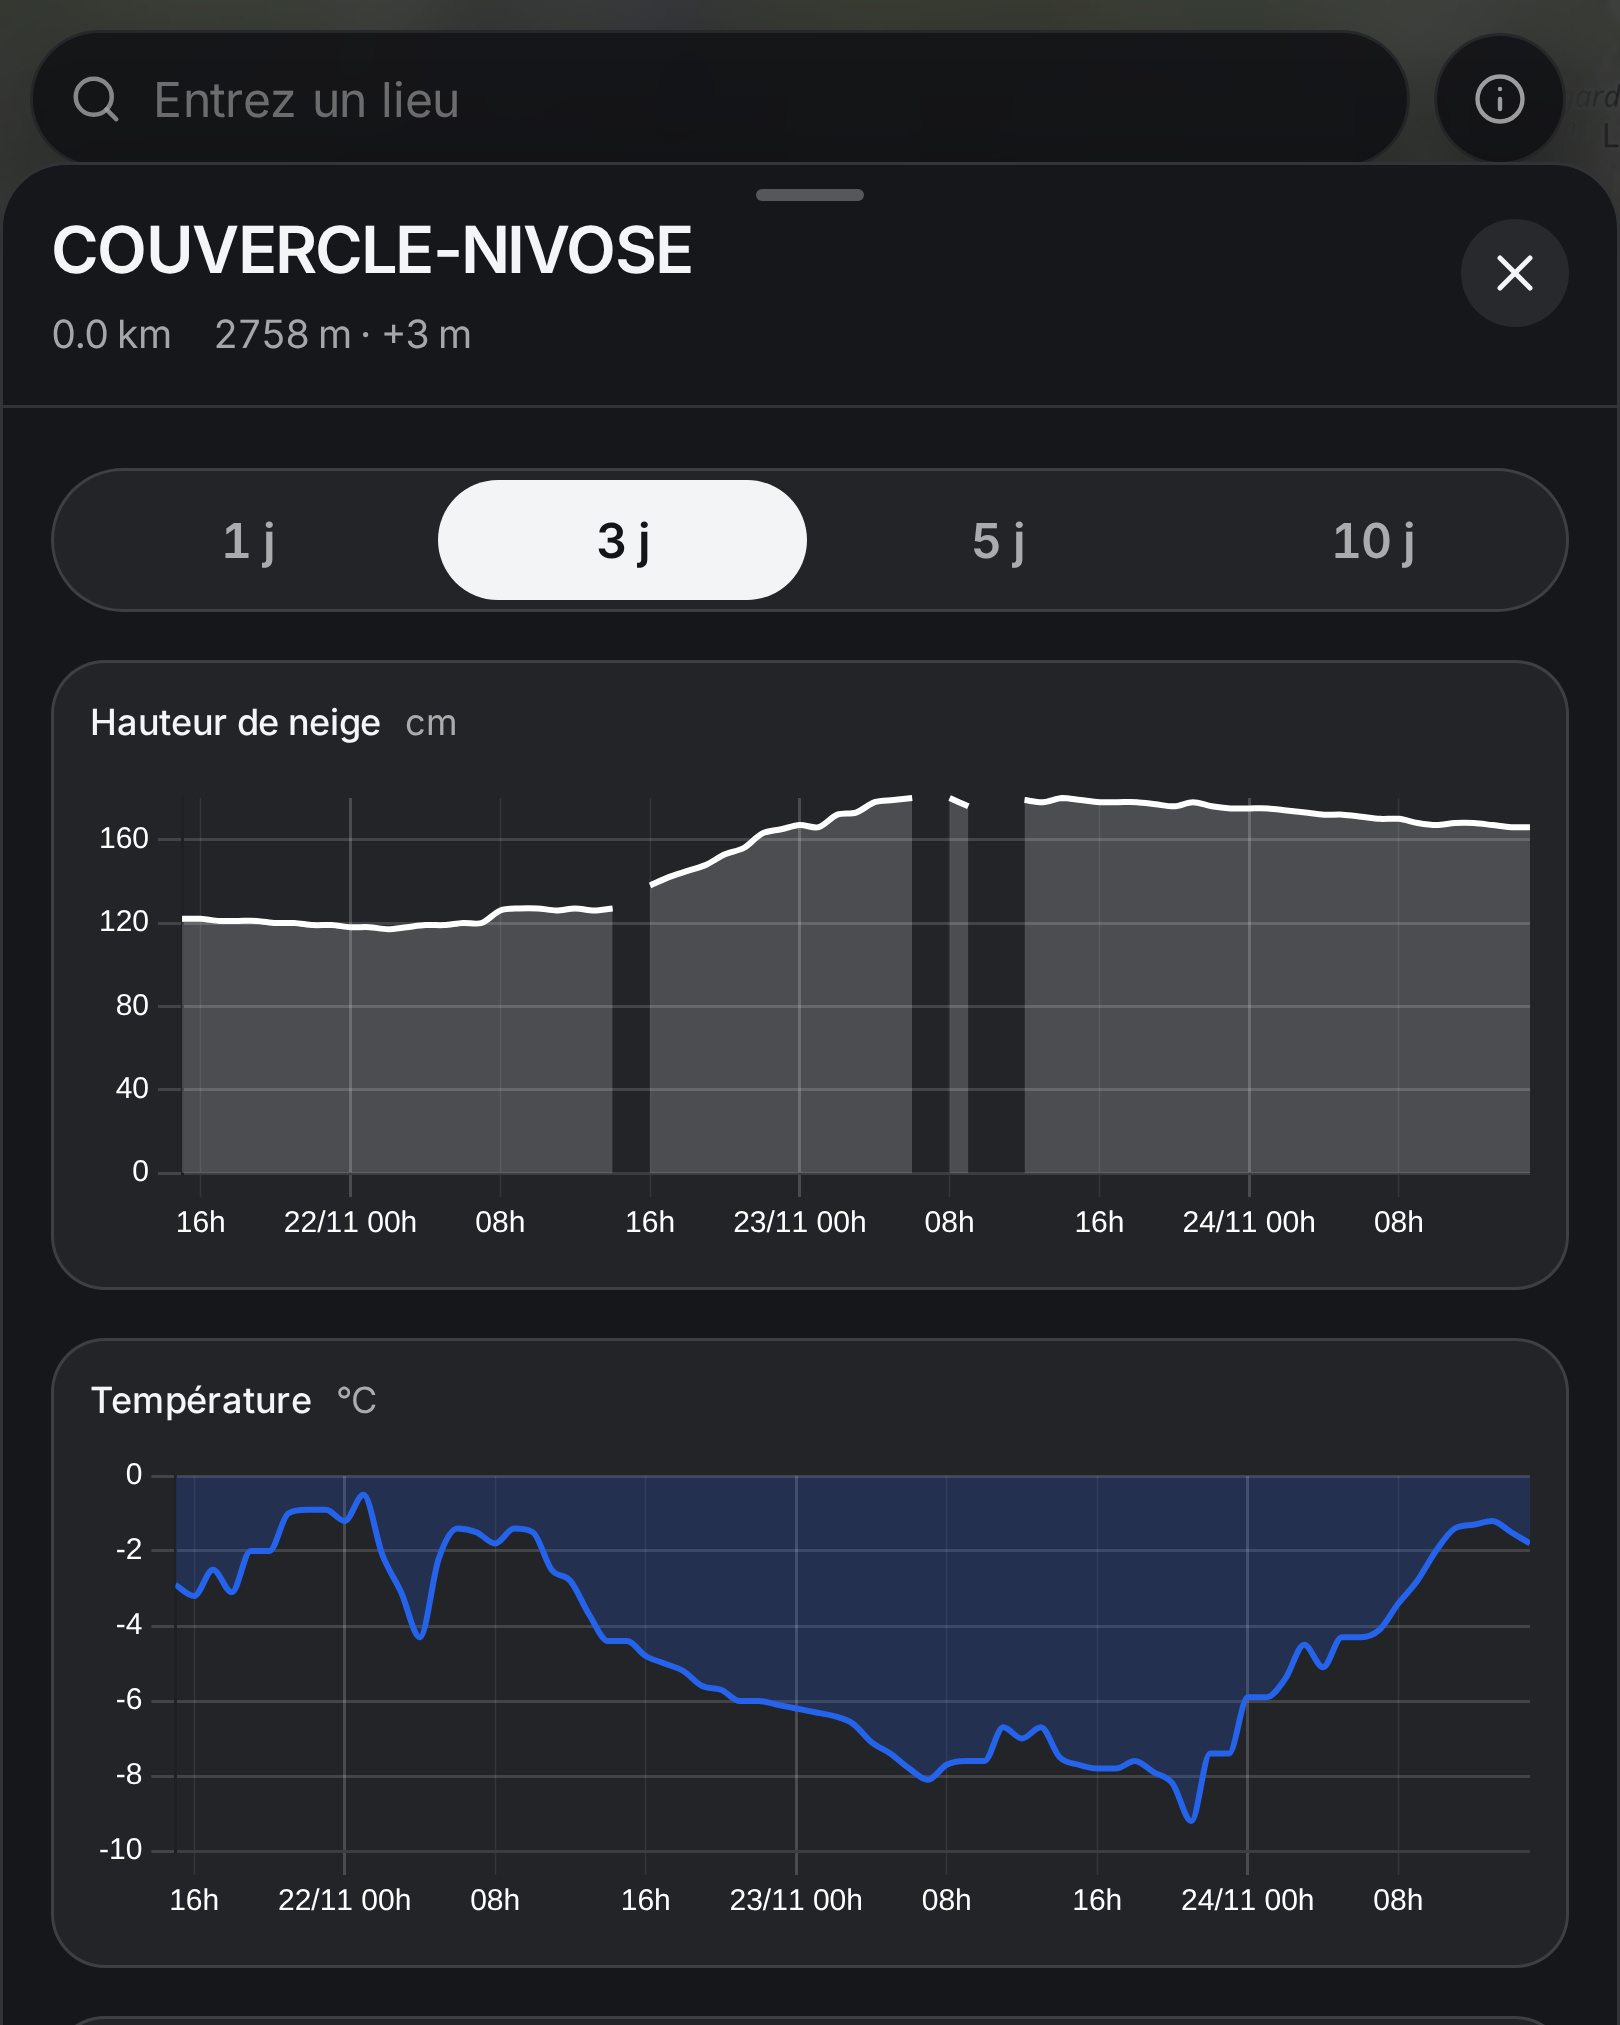 Entrez un lieu
COUVERCLE-NIVOSE
0.0 km 2758 m · +3 m
1 j 3 j 5 j 10 j
Hauteur de neige cm
160
120
80
40
0
16h 22/11 00h 08h 16h 23/11 00h 08h 16h 24/11 00h 08h
Température °C
0
-2
-4
-6
-8
-10
16h 22/11 00h 08h 16h 23/11 00h 08h 16h 24/11 00h 08h